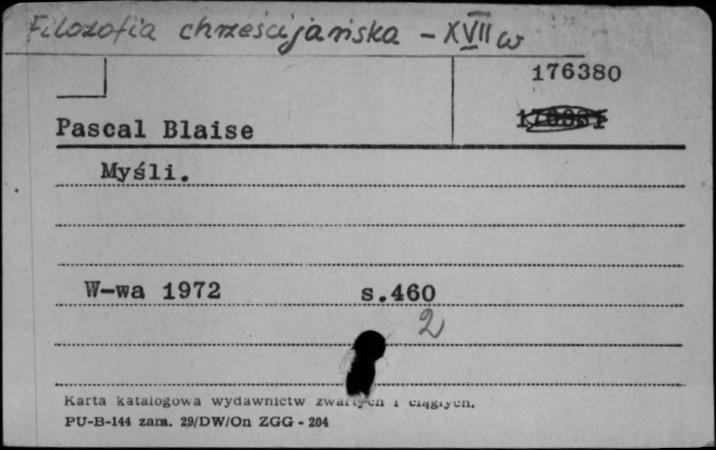 Filozofia chrześcijańska - XVII w
176380
Pascal Blaise
Myśli.
W-wa 1972 s.460
2
Karta katalogowa wydawnictw zwartych i ciągłych.
PU-B-144 zam. 29/DW/On ZGG - 204